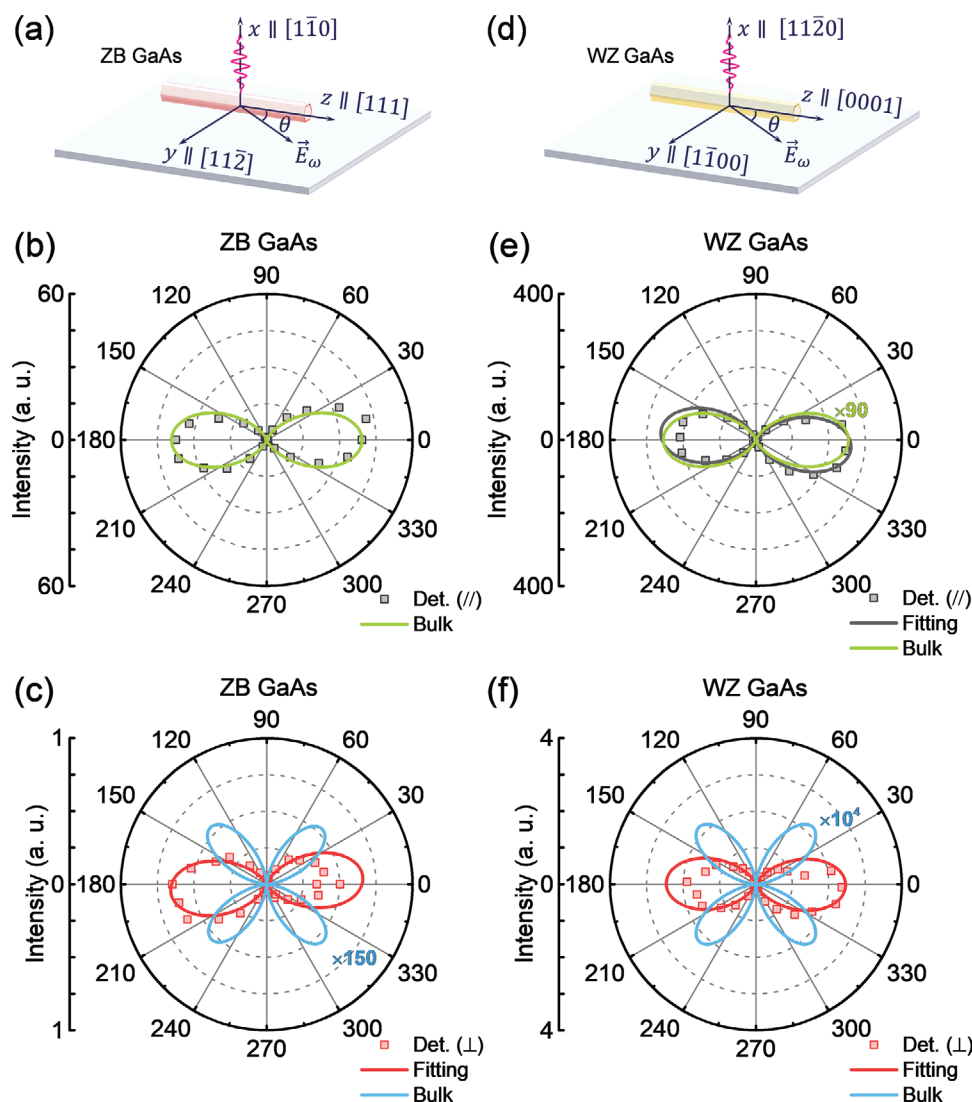 (a)
x ∥ [11̄0]
ZB GaAs
z ∥ [111]
θ
y ∥ [112̄]
E⃗ω
(d)
x ∥ [112̄0]
WZ GaAs
z ∥ [0001]
θ
y ∥ [11̄00]
E⃗ω
(b)
ZB GaAs
60
0
60
Intensity (a. u.)
90
120
60
150
30
180
0
210
330
240
300
270
Det. (//)
Bulk
(e)
WZ GaAs
400
0
400
Intensity (a. u.)
90
120
60
150
30
×90
180
0
210
330
240
300
270
Det. (//)
Fitting
Bulk
(c)
ZB GaAs
1
0
1
Intensity (a. u.)
90
120
60
150
30
180
0
×150
210
330
240
300
270
Det. (⊥)
Fitting
Bulk
(f)
WZ GaAs
4
0
4
Intensity (a. u.)
90
120
60
×10⁴
150
30
180
0
210
330
240
300
270
Det. (⊥)
Fitting
Bulk